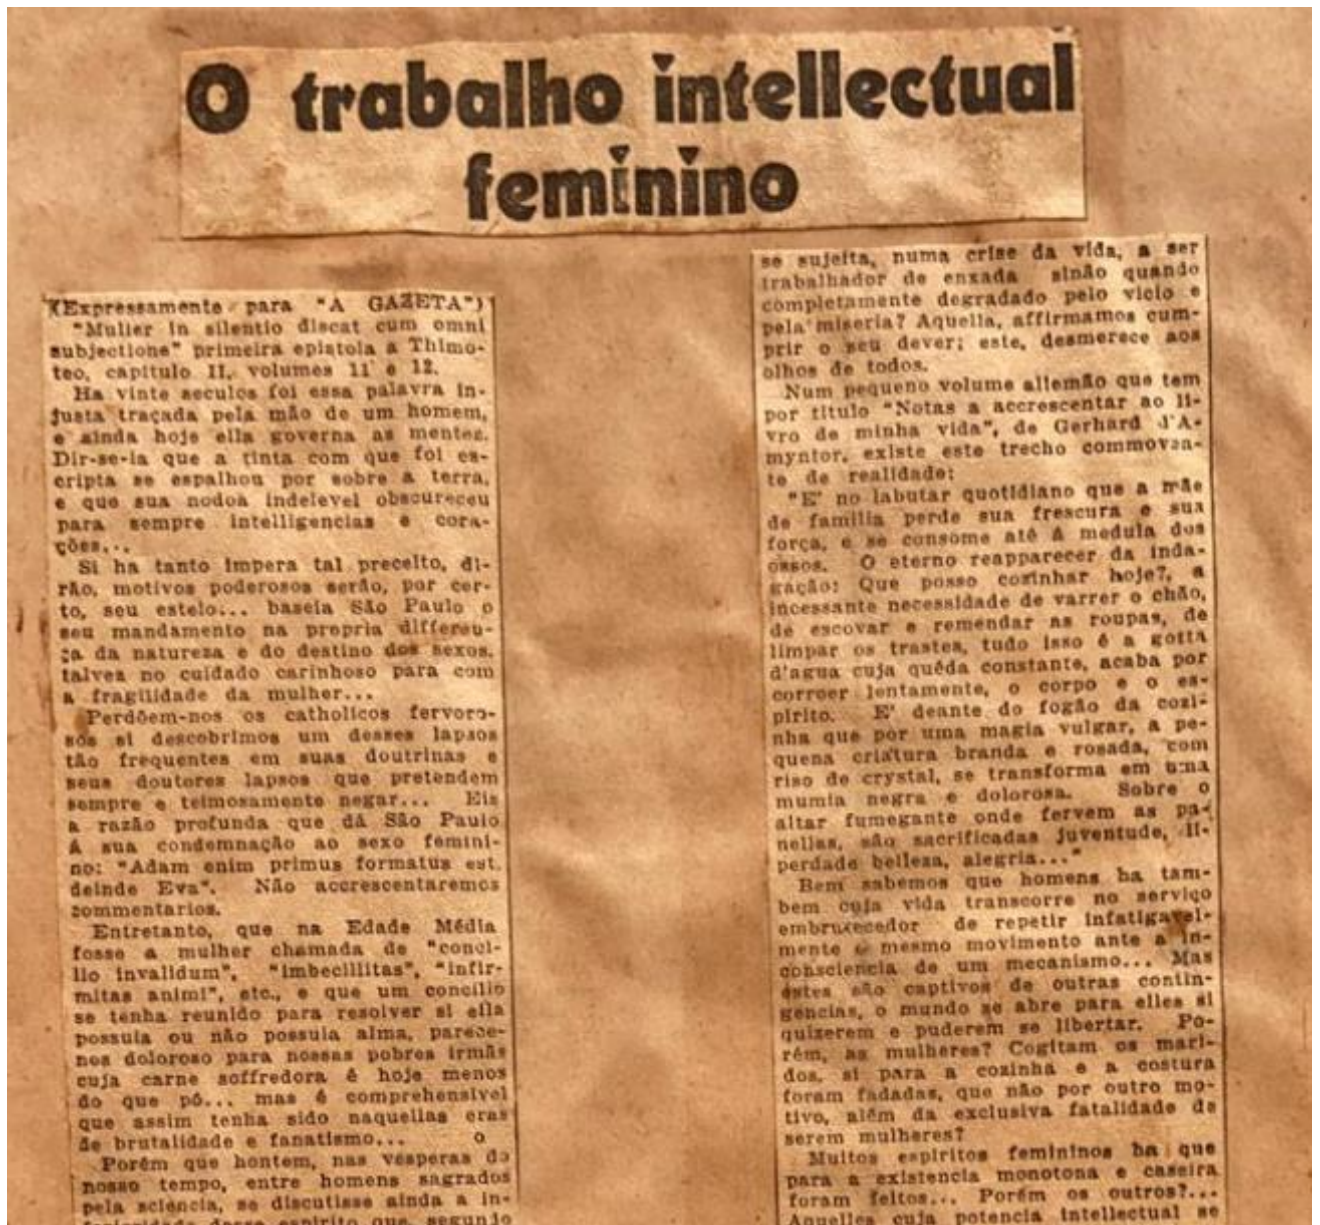 O trabalho intellectual
feminino
(Expressamente para "A GAZETA")
"Mulier in silentio discat cum omni
subjectione" primeira epistola a Thimo-
teo, capitulo II, volumes 11 e 12.
Ha vinte seculos foi essa palavra in-
justa traçada pela mão de um homem,
e ainda hoje ella governa as mentes.
Dir-se-ia que a tinta com que foi es-
cripta se espalhou por sobre a terra,
e que sua nodoa indelevel obscureceu
para sempre intelligencias e cora-
ções...
Si ha tanto impera tal preceito, di-
rão, motivos poderosos serão, por cer-
to, seu esteio... baseia São Paulo o
seu mandamento na propria differen-
ça da natureza e do destino dos sexos,
talvea no cuidado carinhoso para com
a fragilidade da mulher...
Perdôem-nos os catholicos fervoro-
sos si descobrimos um desses lapsos
tão frequentes em suas doutrinas e
seus doutores lapsos que pretendem
sempre e teimosamente negar... Eis
a razão profunda que dá São Paulo
á sua condemnação ao sexo femini-
no: "Adam enim primus formatus est,
deinde Eva". Não accrescentaremos
commentarios.
Entretanto, que na Edade Média
fosse a mulher chamada de "conci-
lio invalidum", "imbecillitas", "infir-
mitas animi", etc., e que um concilio
se tenha reunido para resolver si ella
possuia ou não possuia alma, parece-
nos doloroso para nossas pobres irmãs
cuja carne soffredora é hoje menos
do que pó... mas é comprehensivel
que assim tenha sido naquellas eras
de brutalidade e fanatismo... o
Porém que hontem, nas vesperas do
nosso tempo, entre homens sagrados
pela sciencia, se discutisse ainda a in-
ferioridade desse espirito que, segundo
se sujeita, numa crise da vida, a ser
trabalhador de enxada sinão quando
completamente degradado pelo vicio e
pela miseria? Aquella, affirmamos cum-
prir o seu dever; este, desmerece aos
olhos de todos.
Num pequeno volume allemão que tem
por titulo "Notas a accrescentar ao li-
vro de minha vida", de Gerhard d'A-
myntor, existe este trecho commovan-
te de realidade:
"E' no labutar quotidiano que a mãe
de familia perde sua frescura e sua
força, e se consome até á medula dos
ossos. O eterno reapparecer da inda-
gação: Que posso cozinhar hoje?, a
incessante necessidade de varrer o chão,
de escovar e remendar as roupas, de
limpar os trastes, tudo isso é a gotta
d'agua cuja quéda constante, acaba por
corroer lentamente, o corpo e o es-
pirito. E' deante do fogão da cozi-
nha que por uma magia vulgar, a pe-
quena criatura branda e rosada, com
riso de crystal, se transforma em uma
mumia negra e dolorosa. Sobre o
altar fumegante onde fervem as pa-
nellas, são sacrificadas juventude, li-
perdade belleza, alegria..."
Bem sabemos que homens ha tam-
bem cuja vida transcorre no serviço
embrutecedor de repetir infatigavel-
mente o mesmo movimento ante a in-
consciencia de um mecanismo... Mas
estes são captivos de outras contin-
gencias, o mundo se abre para elles si
quizerem e puderem se libertar. Po-
rém, as mulheres? Cogitam os mari-
dos, si para a cozinha e a costura
foram fadadas, que não por outro mo-
tivo, além da exclusiva fatalidade de
serem mulheres?
Muitos espiritos femininos ha que
para a existencia monotona e caseira
foram feitos... Porém os outros?...
Aquelles cuja potencia intellectual se